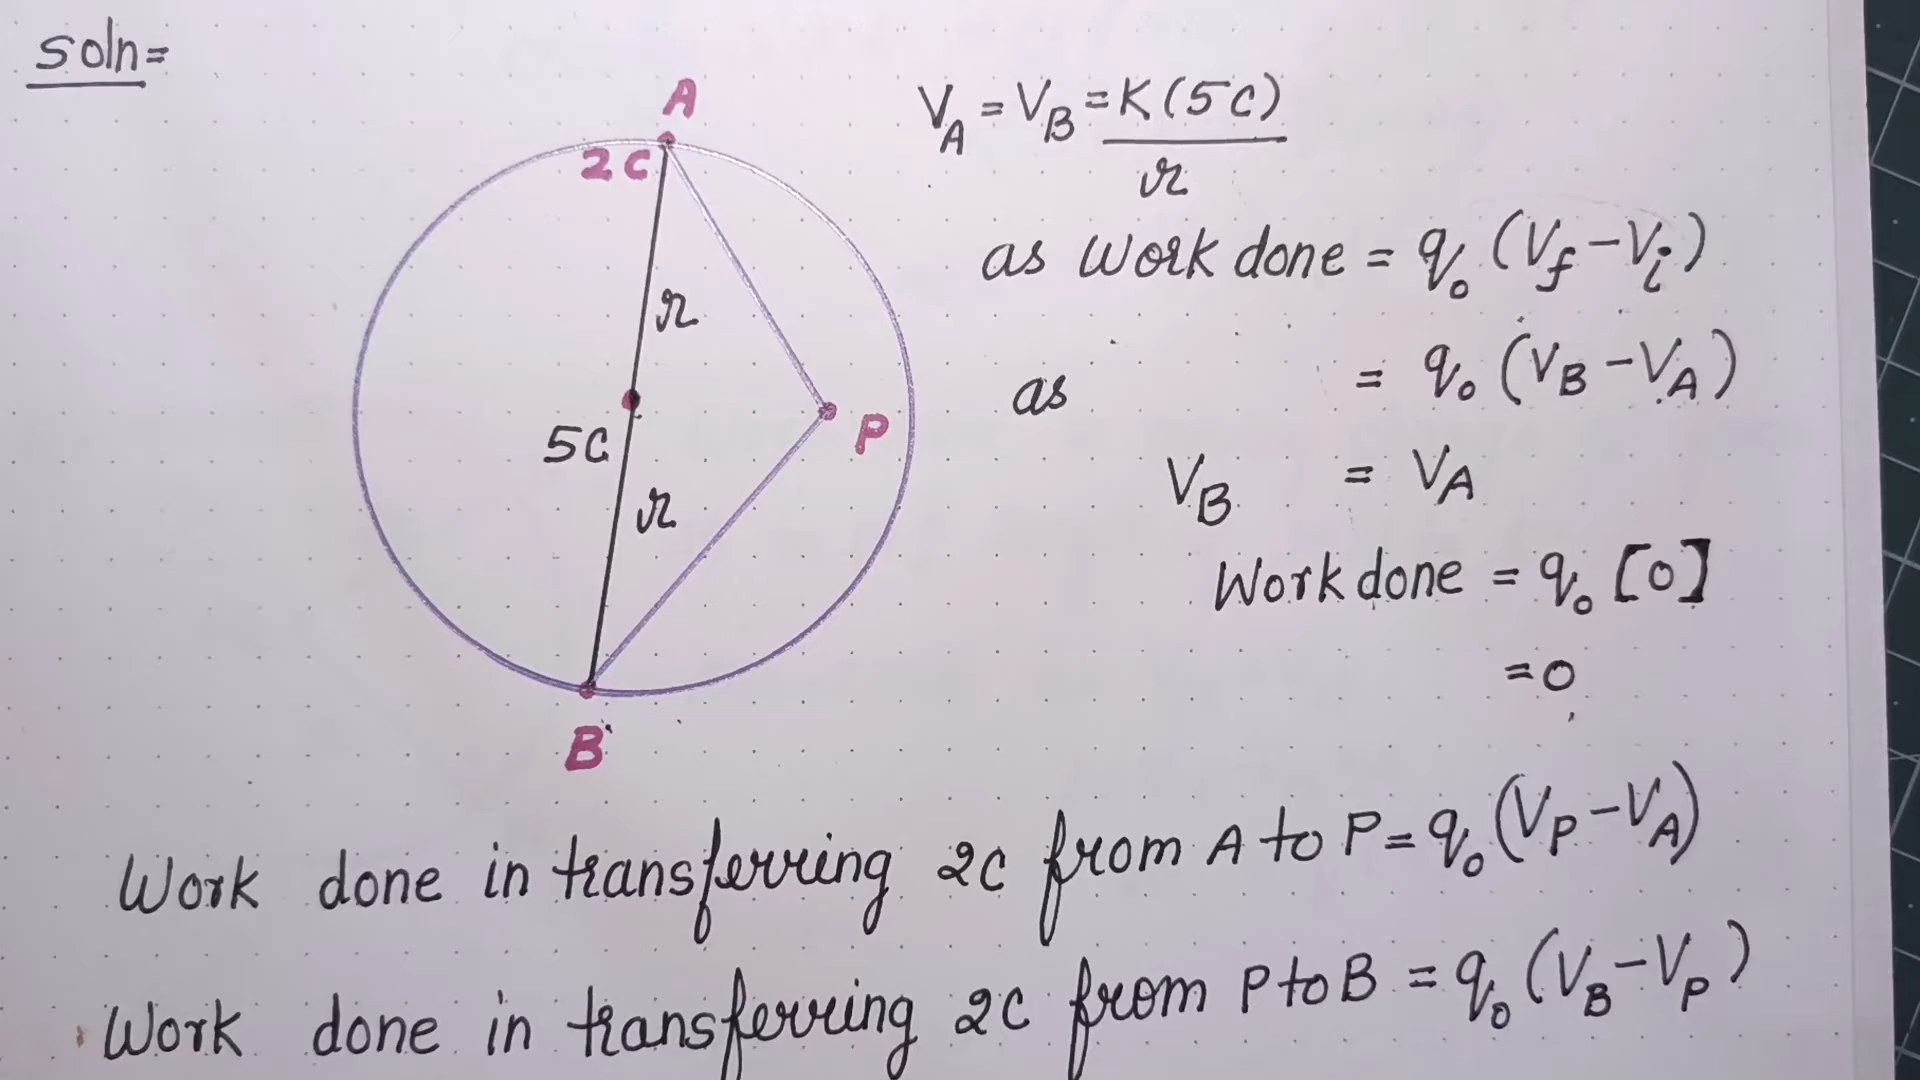 Soln=
A
2C
r
5C
r
P
B
V_A = V_B = K(5C)
r
as work done = q₀ (V_f - V_i)
as = q₀ (V_B - V_A)
V_B = V_A
Work done = q₀ [0]
=0
Work done in transferring 2C from A to P = q₀ (V_P - V_A)
Work done in transferring 2C from P to B = q₀ (V_B - V_P)